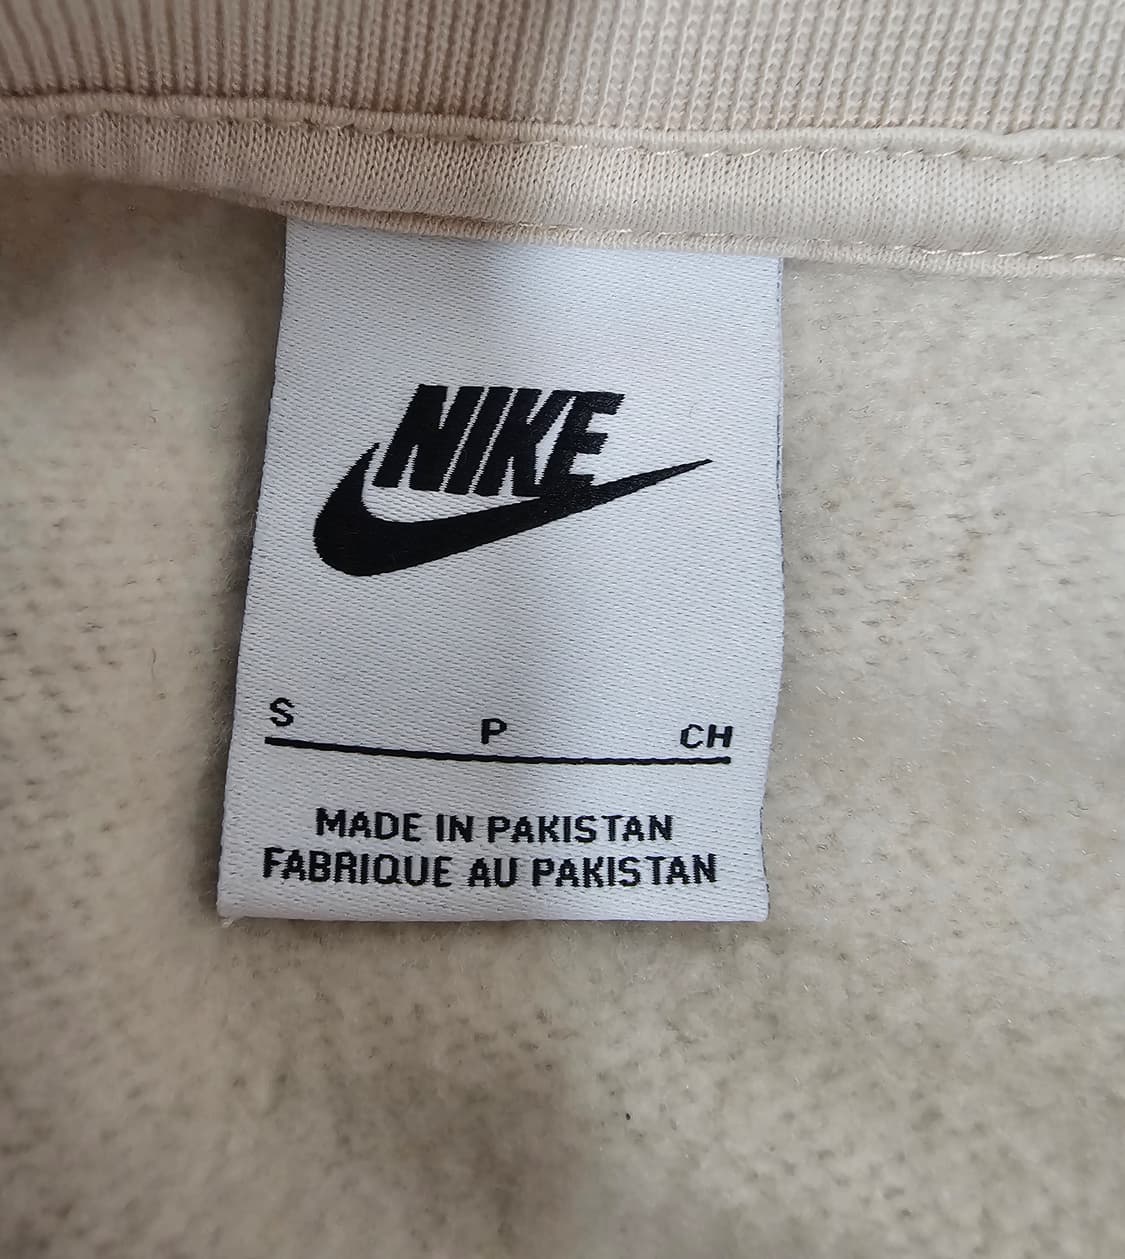 NIKE
S P CH
MADE IN PAKISTAN
FABRIQUE AU PAKISTAN